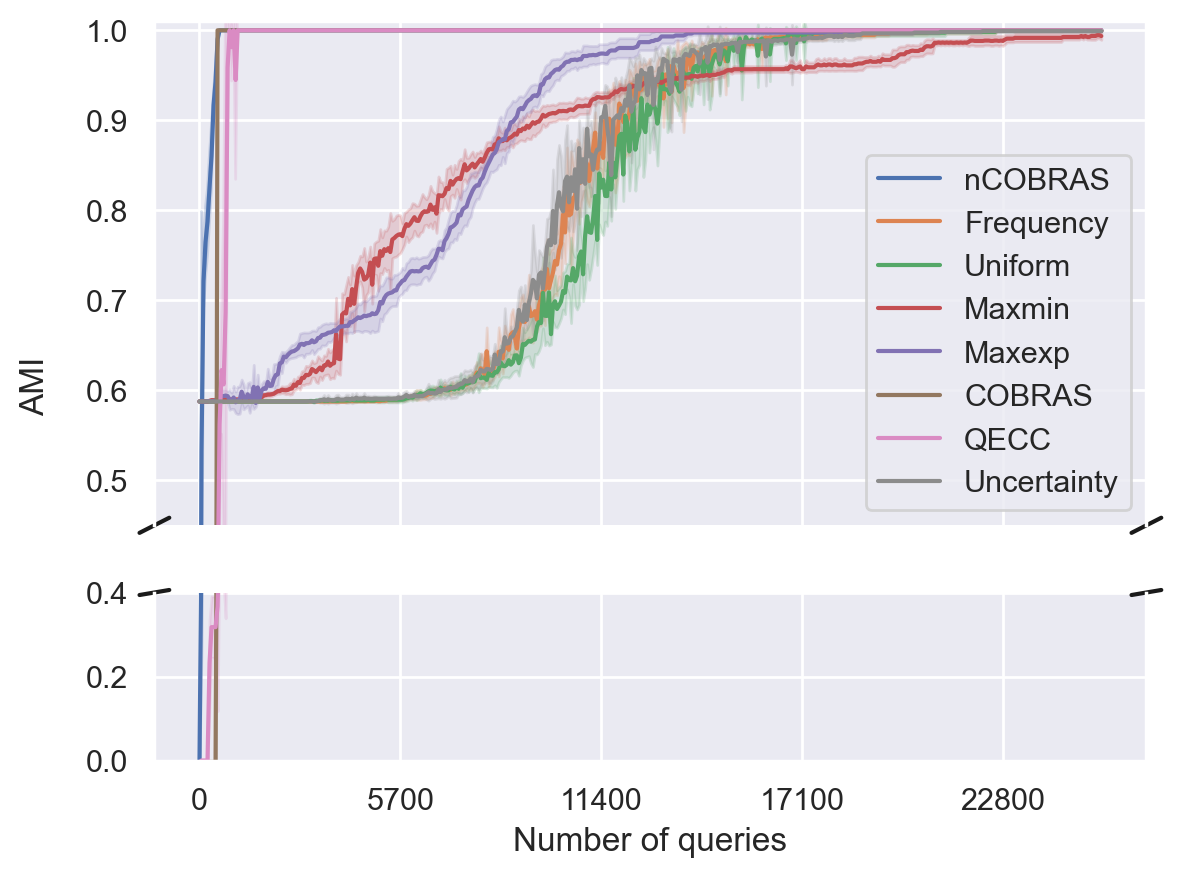 1.0
0.9
0.8
0.7
0.6
0.5
0.4
0.2
0.0
AMI
nCOBRAS
Frequency
Uniform
Maxmin
Maxexp
COBRAS
QECC
Uncertainty
0 5700 11400 17100 22800
Number of queries